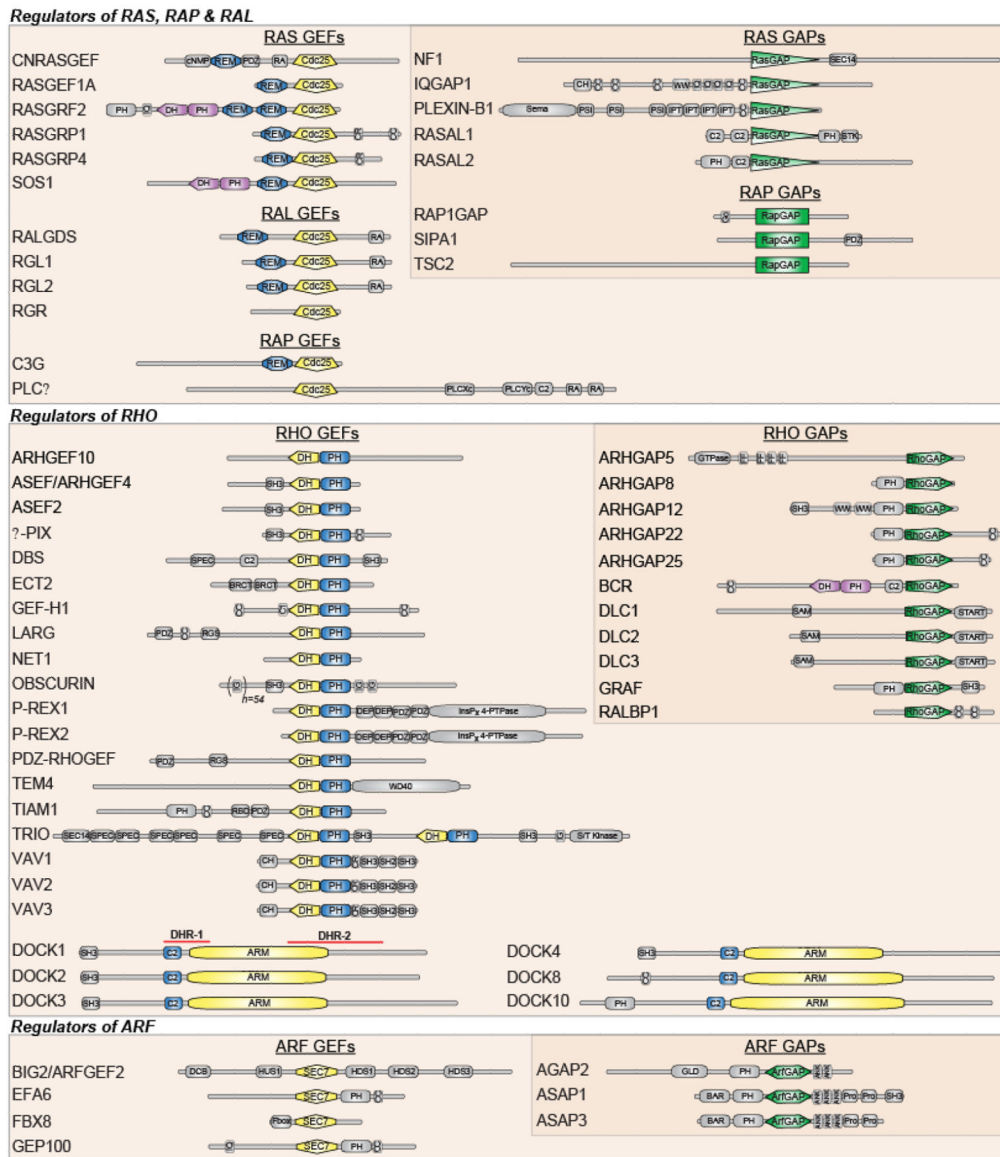 Regulators of RAS, RAP & RAL
RAS GEFs
CNRASGEF cNMP REM PDZ RA Cdc25
RASGEF1A REM Cdc25
RASGRF2 PH DH PH REM REM Cdc25
RASGRP1 REM Cdc25
RASGRP4 REM Cdc25
SOS1 DH PH REM Cdc25
RAL GEFs
RALGDS REM Cdc25 RA
RGL1 REM Cdc25 RA
RGL2 REM Cdc25 RA
RGR Cdc25
RAP GEFs
C3G REM Cdc25
PLC? Cdc25 PLCXc PLCYc C2 RA RA
RAS GAPs
NF1 RasGAP SEC14
IQGAP1 CH WW RasGAP
PLEXIN-B1 Sema PSI PSI PSI IPT IPT IPT IPT RasGAP
RASAL1 C2 C2 RasGAP PH BTK
RASAL2 PH C2 RasGAP
RAP GAPs
RAP1GAP RapGAP
SIPA1 RapGAP PDZ
TSC2 RapGAP
Regulators of RHO
RHO GEFs
ARHGEF10 DH PH
ASEF/ARHGEF4 SH3 DH PH
ASEF2 SH3 DH PH
?-PIX SH3 DH PH
DBS SPEC C2 DH PH SH3
ECT2 BRCT BRCT DH PH
GEF-H1 DH PH
LARG PDZ RGS DH PH
NET1 DH PH
OBSCURIN SH3 DH PH
n=54
P-REX1 DH PH DEP DEP PDZ PDZ InsPx 4-PTPase
P-REX2 DH PH DEP DEP PDZ PDZ InsPx 4-PTPase
PDZ-RHOGEF PDZ RGS DH PH
TEM4 DH PH WD40
TIAM1 PH RBD PDZ DH PH
TRIO SEC14 SPEC SPEC SPEC SPEC SPEC SPEC DH PH SH3 DH PH SH3 S/T Kinase
VAV1 CH DH PH SH3 SH2 SH3
VAV2 CH DH PH SH3 SH2 SH3
VAV3 CH DH PH SH3 SH2 SH3
RHO GAPs
ARHGAP5 GTPase RhoGAP
ARHGAP8 PH RhoGAP
ARHGAP12 SH3 WW WW PH RhoGAP
ARHGAP22 PH RhoGAP
ARHGAP25 PH RhoGAP
BCR DH PH C2 RhoGAP
DLC1 SAM RhoGAP START
DLC2 SAM RhoGAP START
DLC3 SAM RhoGAP START
GRAF PH RhoGAP SH3
RALBP1 RhoGAP
DHR-1 DHR-2
DOCK1 SH3 C2 ARM
DOCK2 SH3 C2 ARM
DOCK3 SH3 C2 ARM
DOCK4 SH3 C2 ARM
DOCK8 C2 ARM
DOCK10 PH C2 ARM
Regulators of ARF
ARF GEFs
BIG2/ARFGEF2 DCB HUS1 SEC7 HDS1 HDS2 HDS3
EFA6 SEC7 PH
FBX8 Fbox SEC7
GEP100 SEC7 PH
ARF GAPs
AGAP2 GLD PH ArfGAP
ASAP1 BAR PH ArfGAP Pro Pro SH3
ASAP3 BAR PH ArfGAP Pro Pro